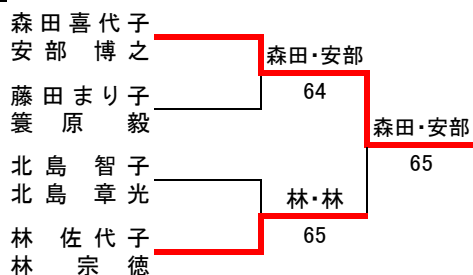 森田喜代子
安部 博之
森田・安部
藤田まり子
64
簑原 毅
森田・安部
65
北島 智子
北島 章光
林・林
林 佐代子
65
林 宗徳